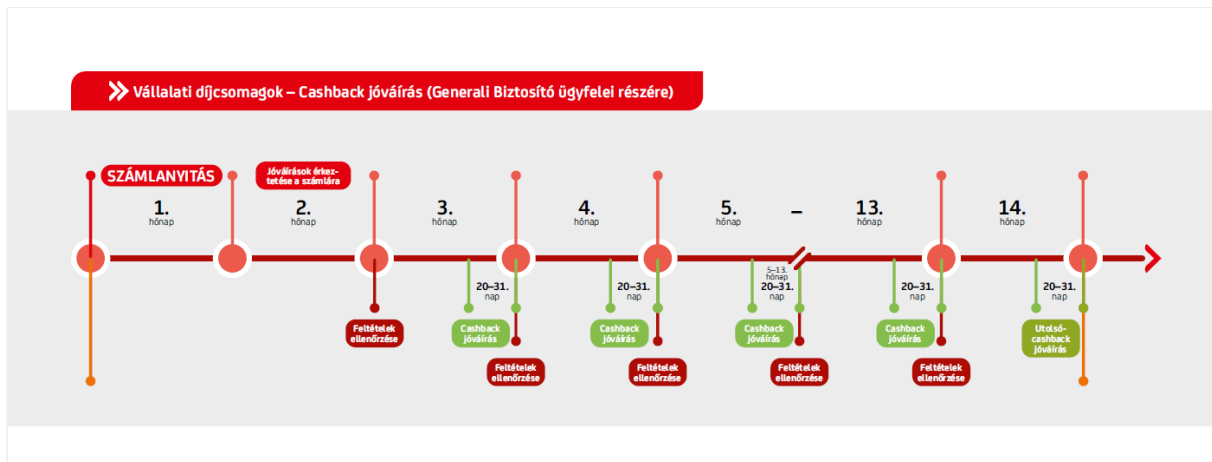 Vállalati díjcsomagok – Cashback jóváírás (Generali Biztosító ügyfelei részére)
SZÁMLANYITÁS
Jóváírások érkez-
tetése a számlára
1.
hónap
2.
hónap
3.
hónap
4.
hónap
5.
hónap
–
13.
hónap
14.
hónap
5–13.
hónap
20–31.
nap
20–31.
nap
20–31.
nap
20–31.
nap
20–31.
nap
Feltételek
ellenőrzése
Cashback
jóváírás
Cashback
jóváírás
Cashback
jóváírás
Cashback
jóváírás
Utolsó-
cashback
jóváírás
Feltételek
ellenőrzése
Feltételek
ellenőrzése
Feltételek
ellenőrzése
Feltételek
ellenőrzése